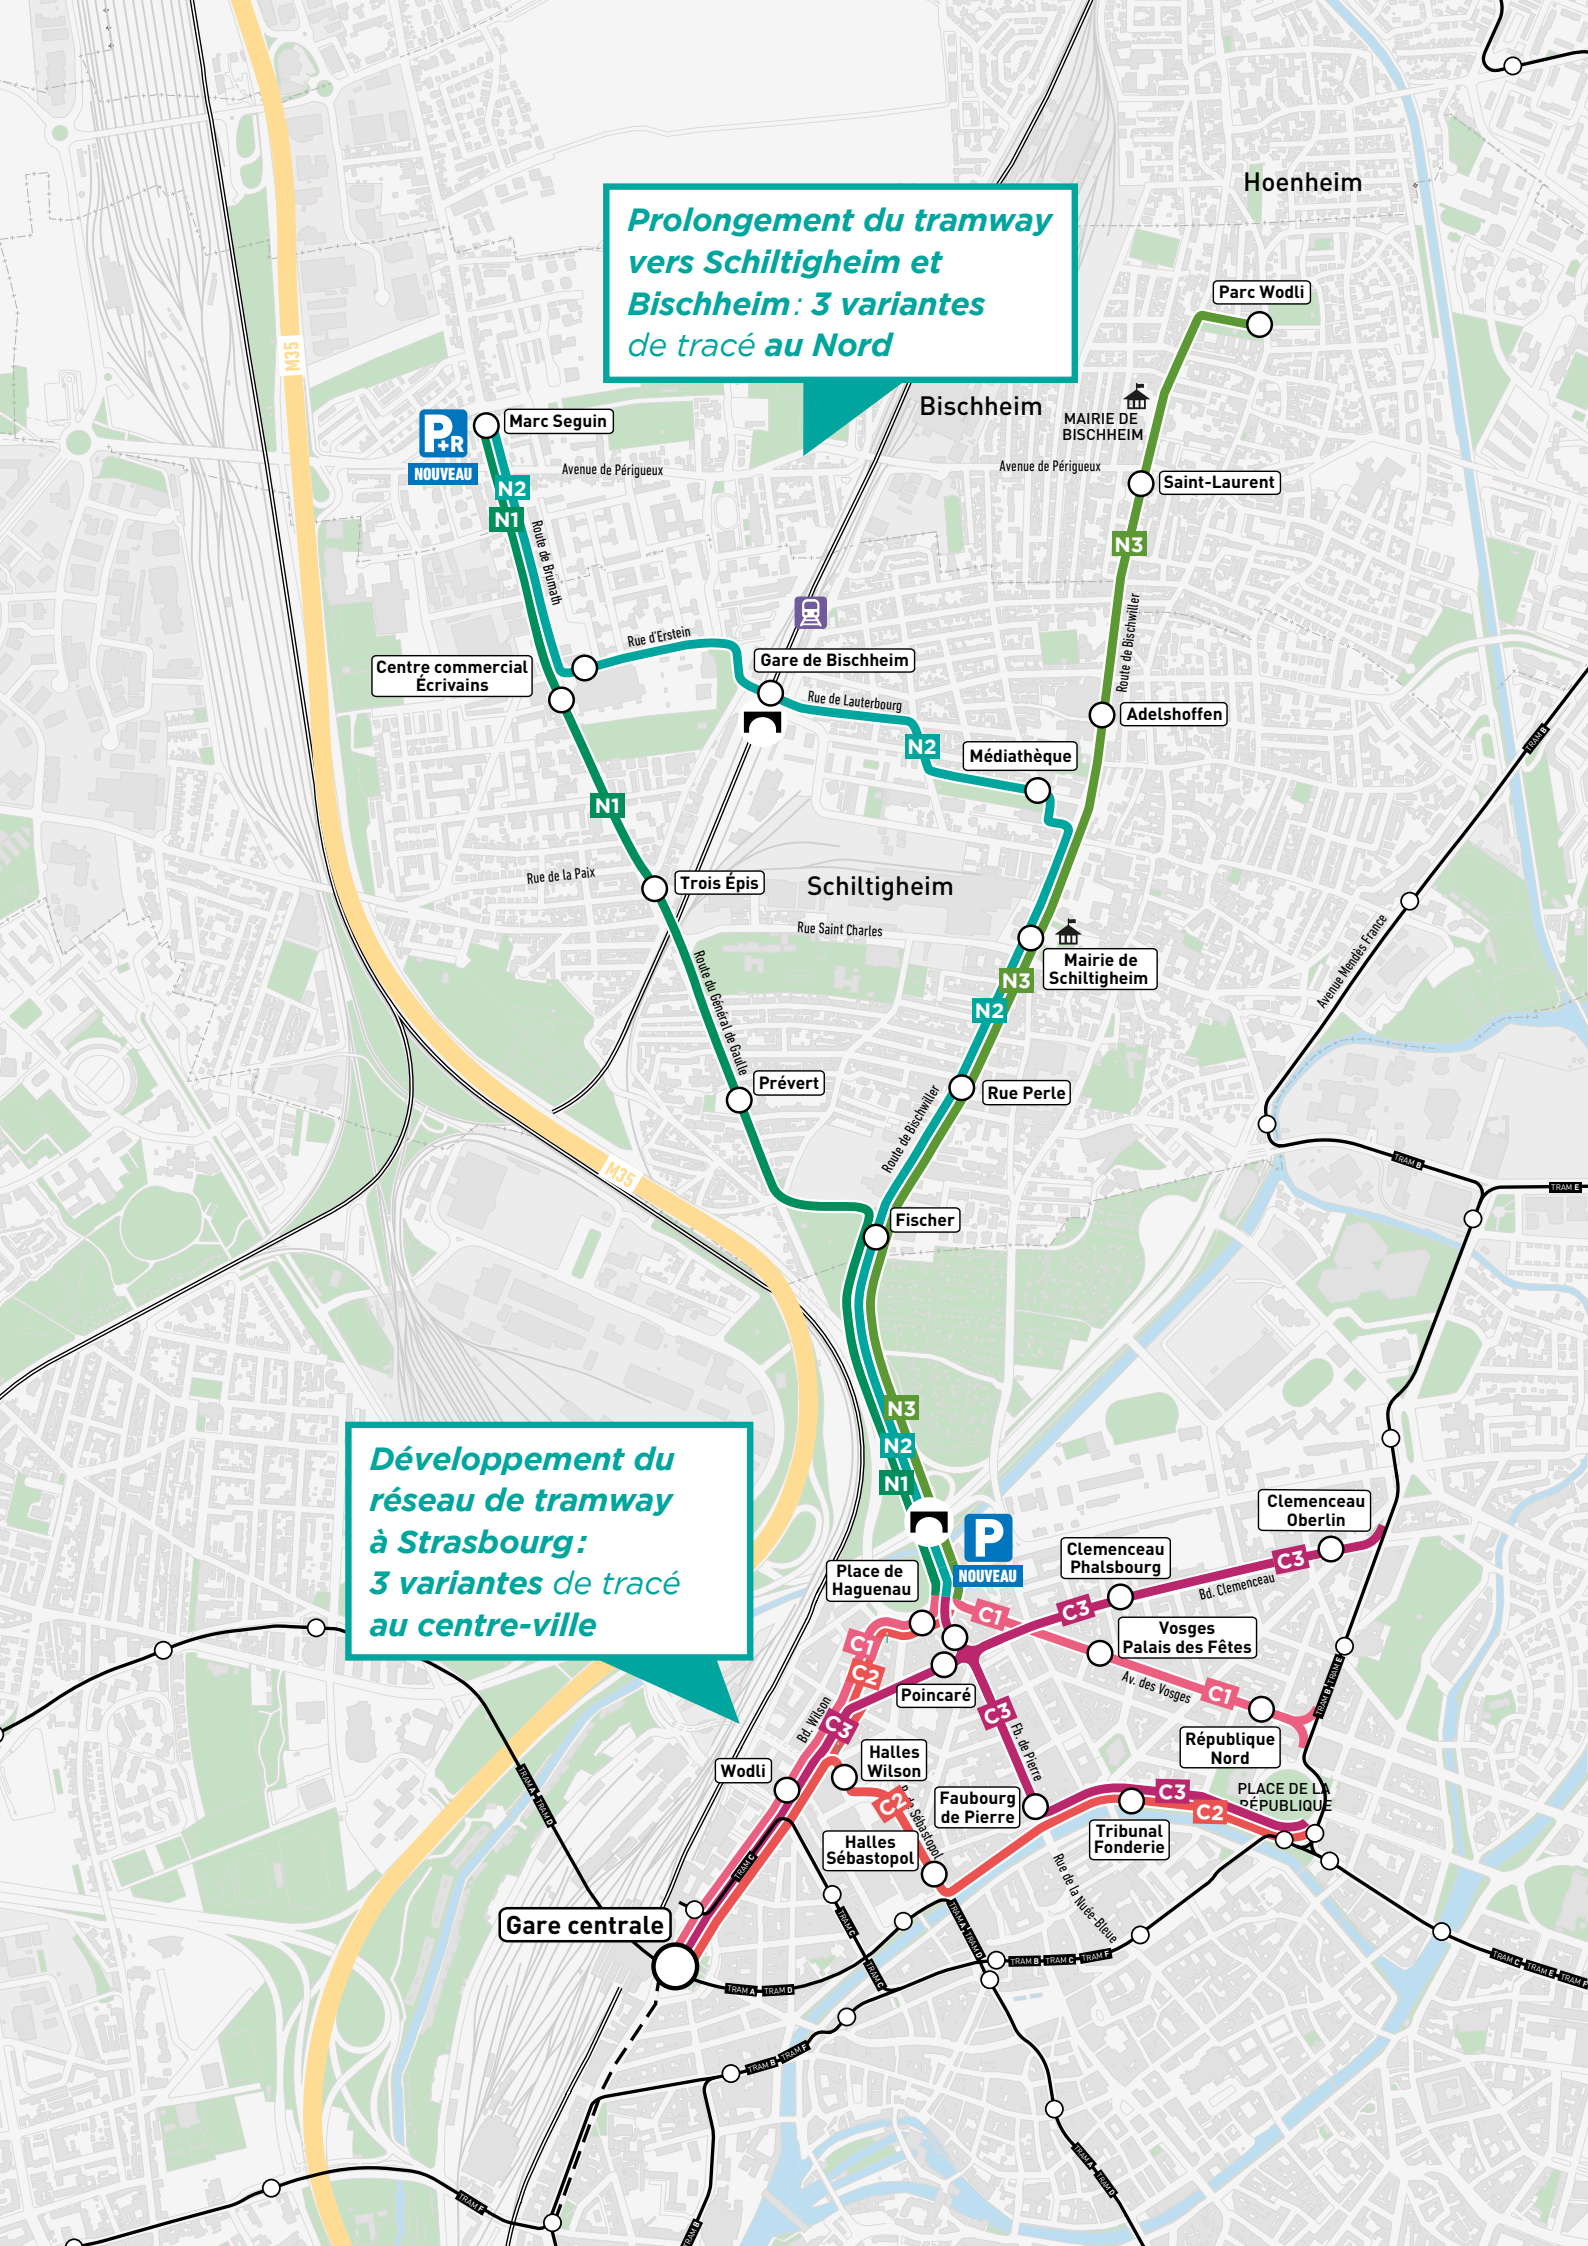 Hoenheim
Prolongement du tramway
vers Schiltigheim et
Bischheim : 3 variantes
de tracé au Nord
Parc Wodli
M35
Bischheim
MAIRIE DE
BISCHHEIM
P+R
NOUVEAU
Marc Seguin
Avenue de Périgueux
Avenue de Périgueux
Saint-Laurent
N2
N1
Route de Brumath
N3
Route de Bischwiller
Rue d'Erstein
Centre commercial
Écrivains
Gare de Bischheim
Rue de Lauterbourg
N2
Adelshoffen
Médiathèque
TRAM B
N1
Rue de la Paix
Trois Épis
Schiltigheim
Rue Saint Charles
Route du Général de Gaulle
Mairie de
Schiltigheim
N3
N2
Avenue Mendès France
Prévert
Rue Perle
Route de Bischwiller
M35
TRAM B
TRAM E
Fischer
N3
N2
N1
Développement du
réseau de tramway
à Strasbourg :
3 variantes de tracé
au centre-ville
P
NOUVEAU
Clemenceau
Oberlin
Clemenceau
Phalsbourg
C3
Bd. Clemenceau
Place de
Haguenau
C1
C3
Vosges
Palais des Fêtes
C1
C2
Poincaré
Av. des Vosges
C1
TRAM B TRAM E
C3
Bd. Wilson
C3
Fb. de Pierre
République
Nord
Wodli
Halles
Wilson
C2
Sébastopol
Faubourg
de Pierre
C3
C2
PLACE DE LA
RÉPUBLIQUE
Tribunal
Fonderie
Halles
Sébastopol
TRAM A TRAM D
TRAM C
Rue de la Nuée-Bleue
Gare centrale
TRAM C
TRAM A TRAM D
TRAM C
TRAM A TRAM D
TRAM B TRAM C TRAM F
TRAM C TRAM E TRAM F
TRAM B TRAM F
TRAM A TRAM D
TRAM F
TRAM B